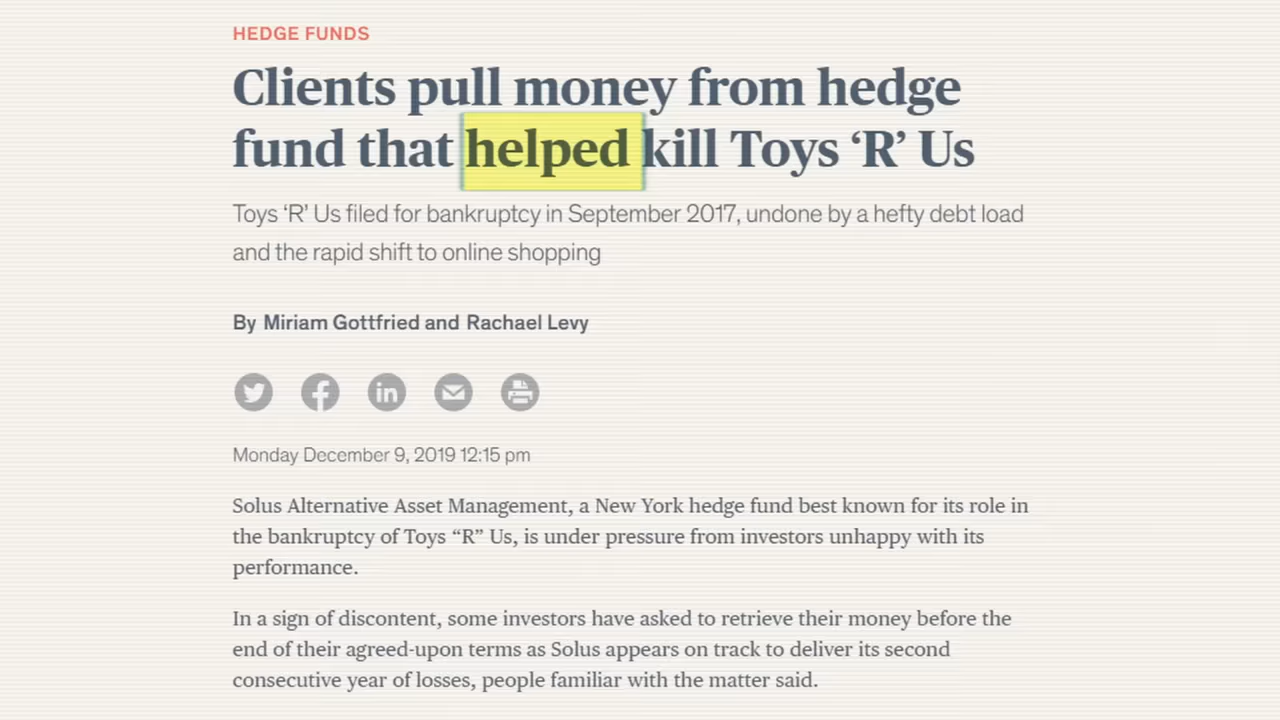 HEDGE FUNDS
Clients pull money from hedge
fund that helped kill Toys ‘R’ Us
Toys ‘R’ Us filed for bankruptcy in September 2017, undone by a hefty debt load
and the rapid shift to online shopping
By Miriam Gottfried and Rachael Levy
Monday December 9, 2019 12:15 pm
Solus Alternative Asset Management, a New York hedge fund best known for its role in
the bankruptcy of Toys “R” Us, is under pressure from investors unhappy with its
performance.
In a sign of discontent, some investors have asked to retrieve their money before the
end of their agreed-upon terms as Solus appears on track to deliver its second
consecutive year of losses, people familiar with the matter said.